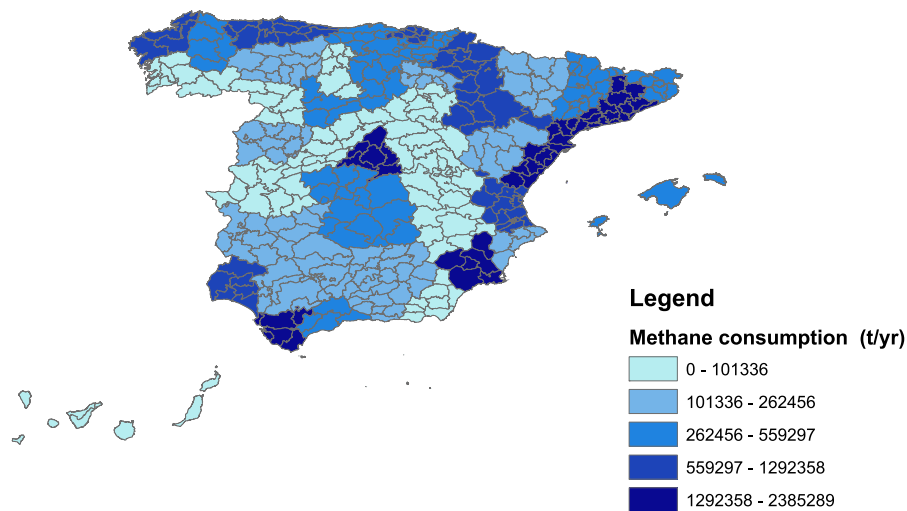 Legend
Methane consumption (t/yr)
0 - 101336
101336 - 262456
262456 - 559297
559297 - 1292358
1292358 - 2385289